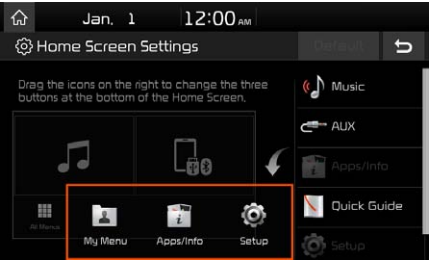 Jan. 1 12:00 AM
Home Screen Settings
Default
Drag the icons on the right to change the three
buttons at the bottom of the Home Screen.
Music
AUX
Apps/Info
Quick Guide
Setup
All Menus
My Menu
Apps/Info
Setup